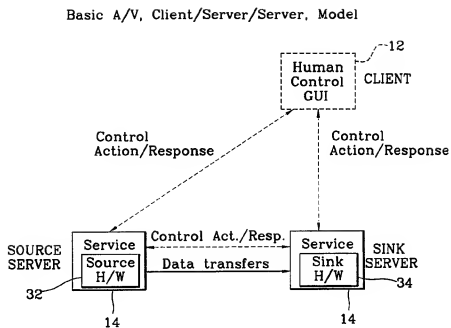 Basic A/V, Client/Server/Server, Model
12
Human
Control
GUI
CLIENT
Control
Action/Response
Control
Action/Response
SOURCE
SERVER
Service
Source
H/W
32
14
Control Act./Resp.
Data transfers
Service
Sink
H/W
SINK
SERVER
34
14